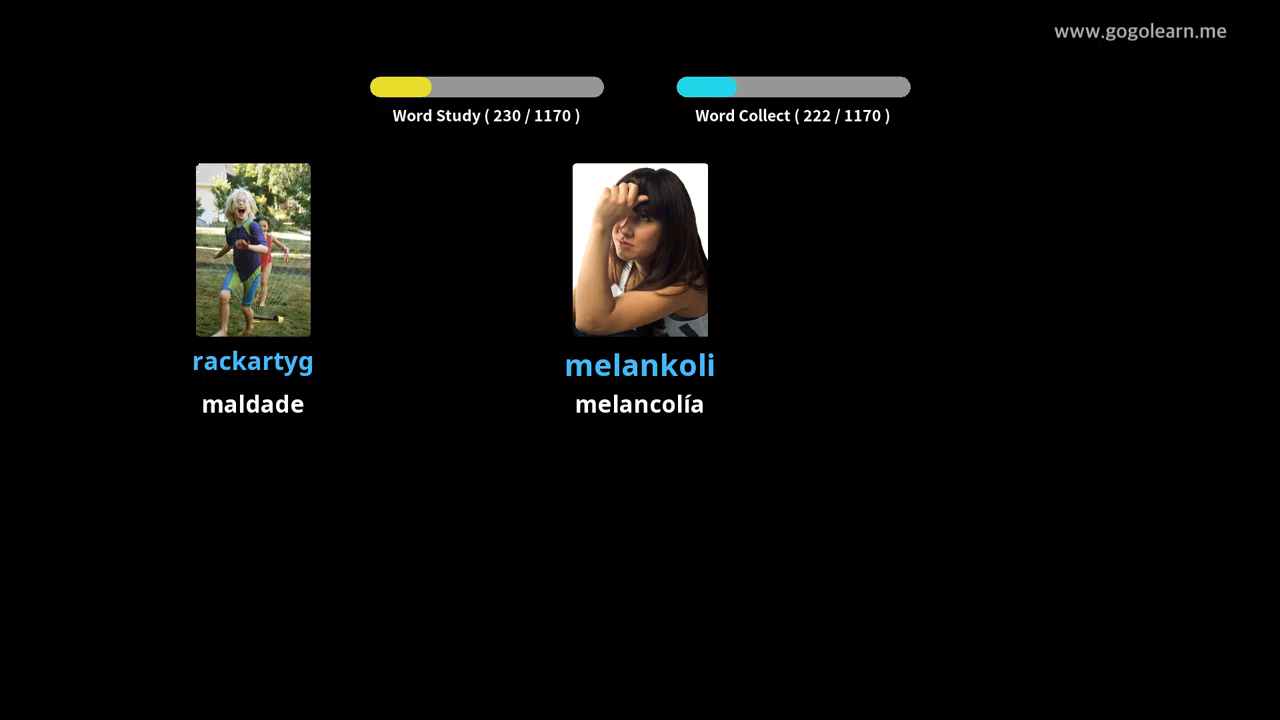 www.gogolearn.me
Word Study ( 230 / 1170 )
Word Collect ( 222 / 1170 )
rackartyg
maldade
melankoli
melancolía